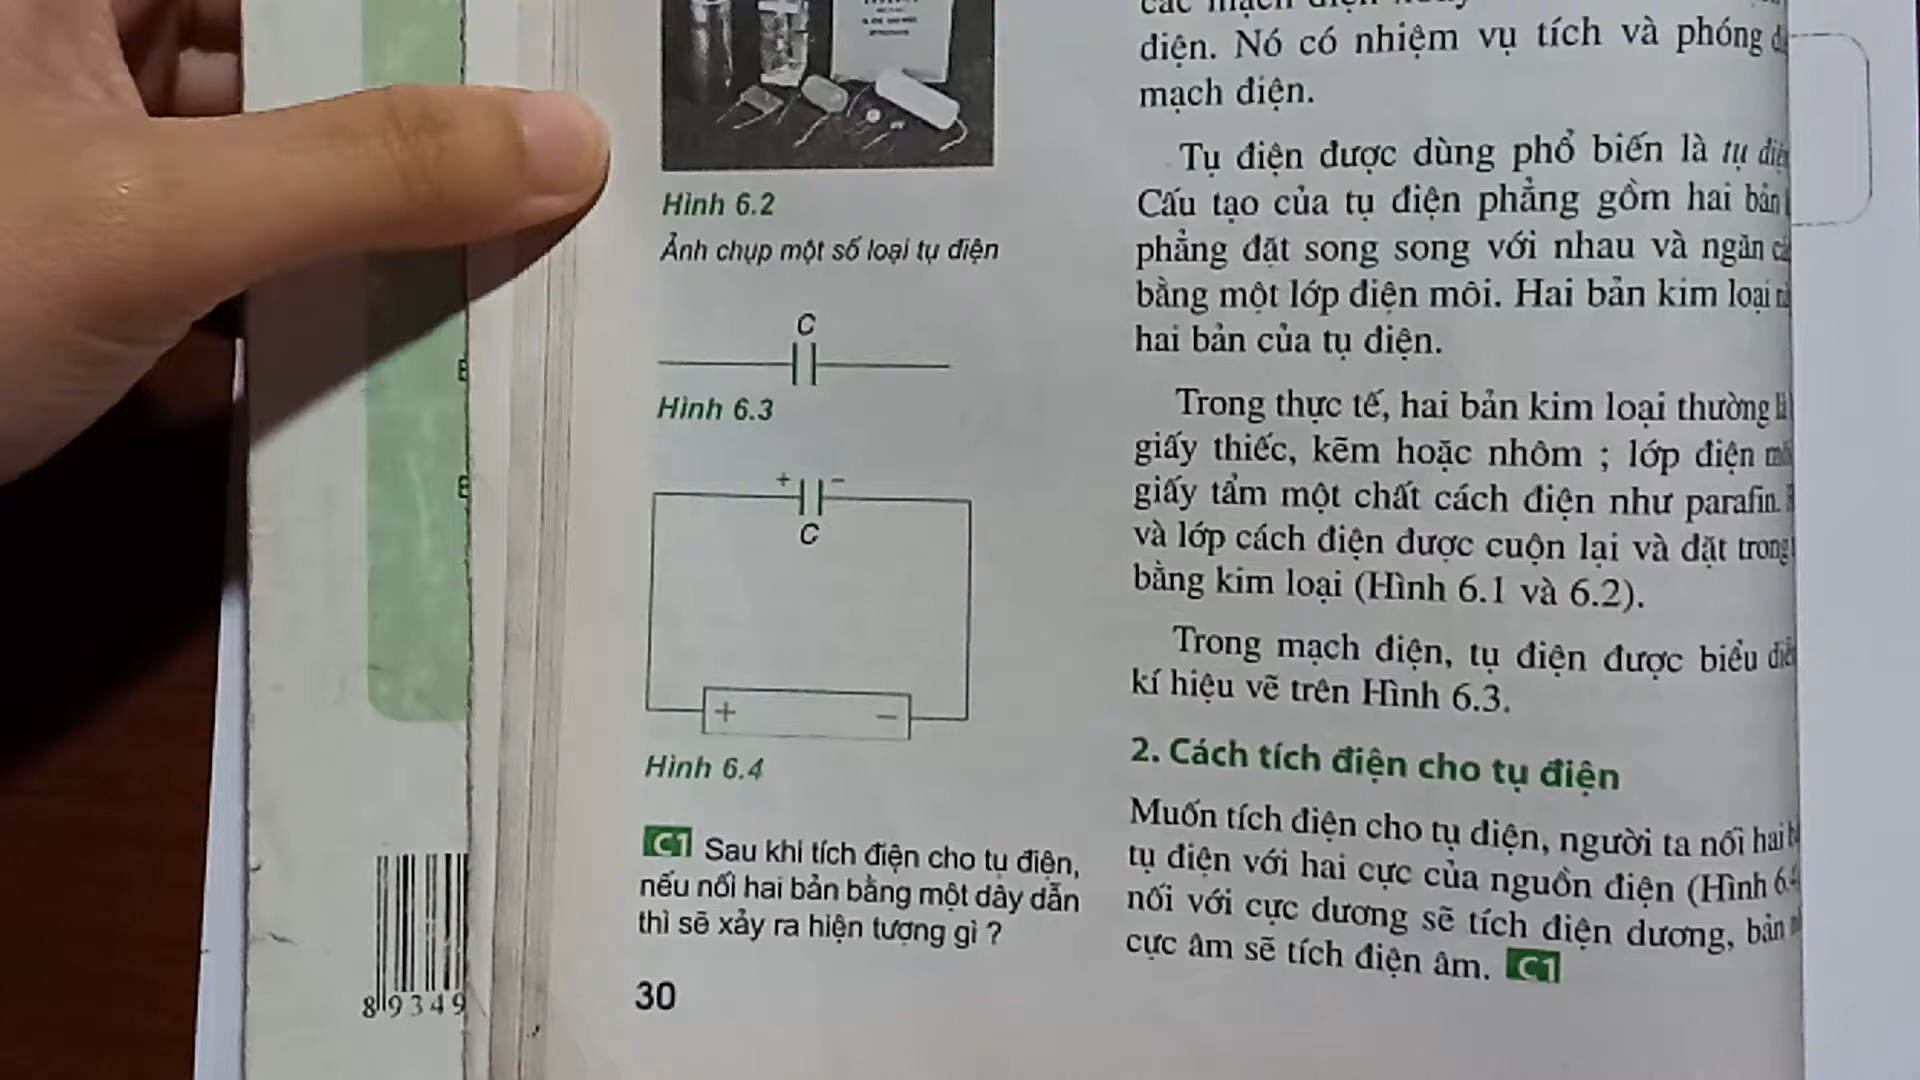 Hình 6.2
Ảnh chụp một số loại tụ điện
C
Hình 6.3
+ –
C
+ –
Hình 6.4
C1 Sau khi tích điện cho tụ điện,
nếu nối hai bản bằng một dây dẫn
thì sẽ xảy ra hiện tượng gì ?
30
8 9349
điện. Nó có nhiệm vụ tích và phóng
mạch điện.
Tụ điện được dùng phổ biến là tụ
Cấu tạo của tụ điện phẳng gồm hai bản
phẳng đặt song song với nhau và ngăn
bằng một lớp điện môi. Hai bản kim loại
hai bản của tụ điện.
Trong thực tế, hai bản kim loại thường
giấy thiếc, kẽm hoặc nhôm ; lớp điện
giấy tẩm một chất cách điện như parafin.
và lớp cách điện được cuộn lại và đặt trong
bằng kim loại (Hình 6.1 và 6.2).
Trong mạch điện, tụ điện được biểu
kí hiệu vẽ trên Hình 6.3.
2. Cách tích điện cho tụ điện
Muốn tích điện cho tụ điện, người ta nối hai
tụ điện với hai cực của nguồn điện (Hình
nối với cực dương sẽ tích điện dương, bản
cực âm sẽ tích điện âm. C1